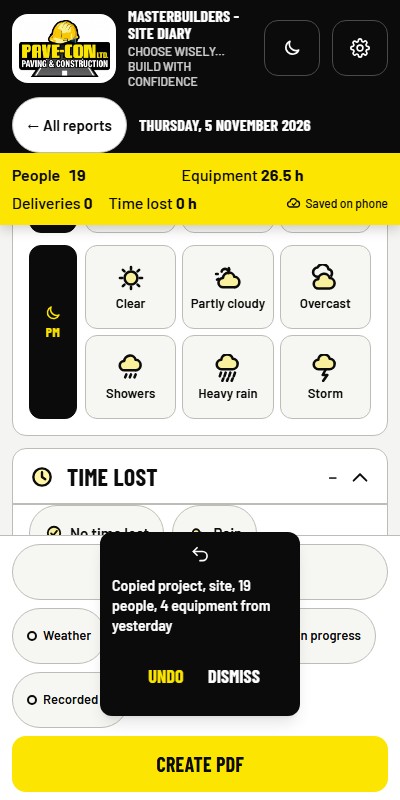 PAVE-CON LTD.
PAVING & CONSTRUCTION
MASTERBUILDERS -
SITE DIARY
CHOOSE WISELY...
BUILD WITH
CONFIDENCE
← All reports
THURSDAY, 5 NOVEMBER 2026
People 19
Equipment 26.5 h
Deliveries 0
Time lost 0 h
Saved on phone
PM
Clear
Partly cloudy
Overcast
Showers
Heavy rain
Storm
TIME LOST
–
No time lost
Rain
Copied project, site, 19
people, 4 equipment from
yesterday
UNDO
DISMISS
Weather
n progress
Recorded
CREATE PDF